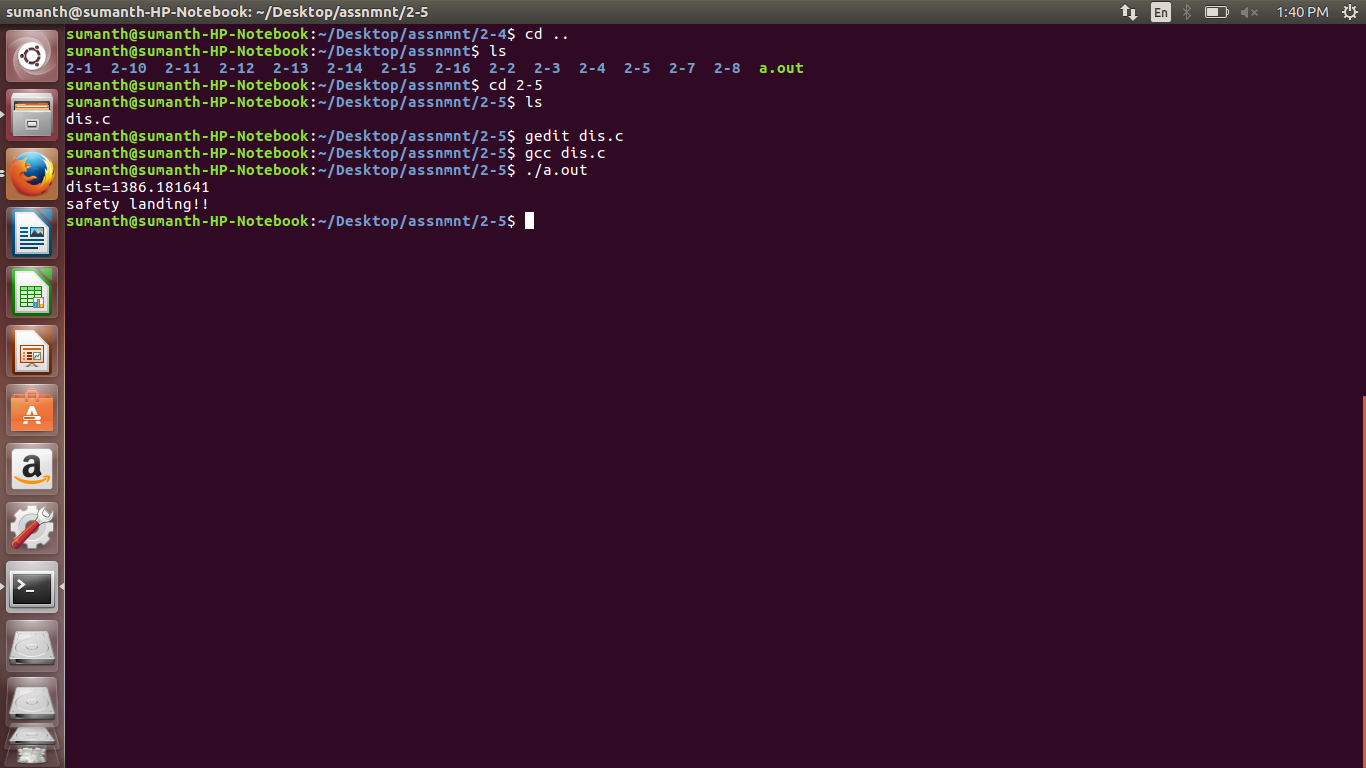 sumanth@sumanth-HP-Notebook: ~/Desktop/assnmnt/2-5 En 1:40 PM
sumanth@sumanth-HP-Notebook:~/Desktop/assnmnt/2-4$ cd ..
sumanth@sumanth-HP-Notebook:~/Desktop/assnmnt$ ls
2-1 2-10 2-11 2-12 2-13 2-14 2-15 2-16 2-2 2-3 2-4 2-5 2-7 2-8 a.out
sumanth@sumanth-HP-Notebook:~/Desktop/assnmnt$ cd 2-5
sumanth@sumanth-HP-Notebook:~/Desktop/assnmnt/2-5$ ls
dis.c
sumanth@sumanth-HP-Notebook:~/Desktop/assnmnt/2-5$ gedit dis.c
sumanth@sumanth-HP-Notebook:~/Desktop/assnmnt/2-5$ gcc dis.c
sumanth@sumanth-HP-Notebook:~/Desktop/assnmnt/2-5$ ./a.out
dist=1386.181641
safety landing!!
sumanth@sumanth-HP-Notebook:~/Desktop/assnmnt/2-5$